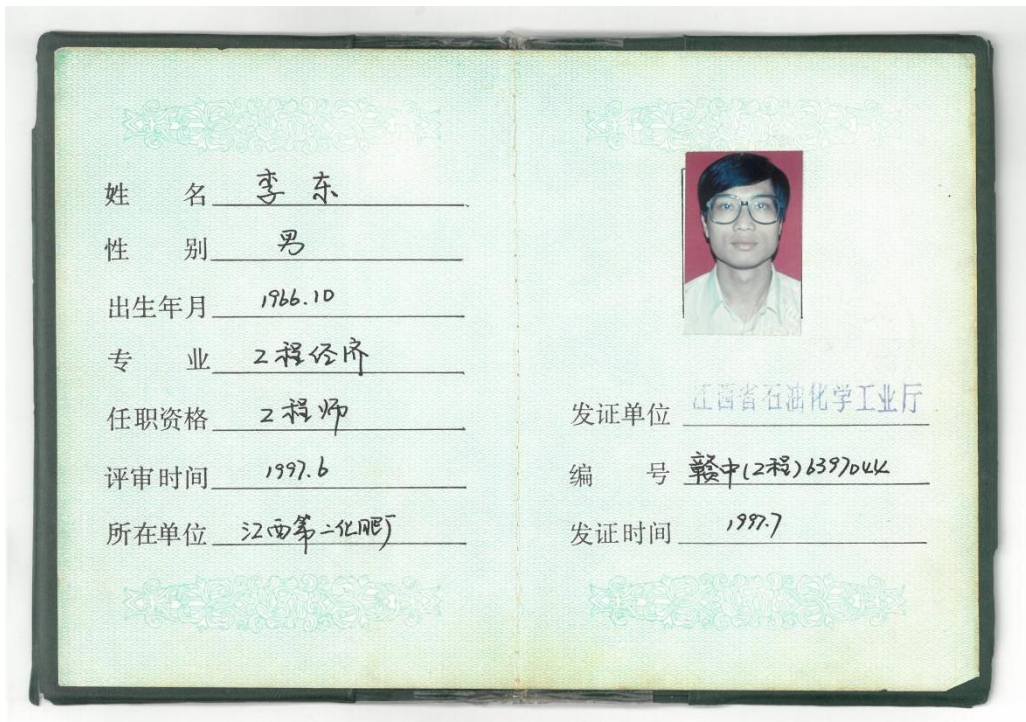 姓名 李东
性别 男
出生年月 1966.10
专业 工程经济
任职资格 工程师
评审时间 1997.6
所在单位 江西第二化肥厂
发证单位 江西省石油化学工业厅
编号 赣中(工程)6397044
发证时间 1997.7